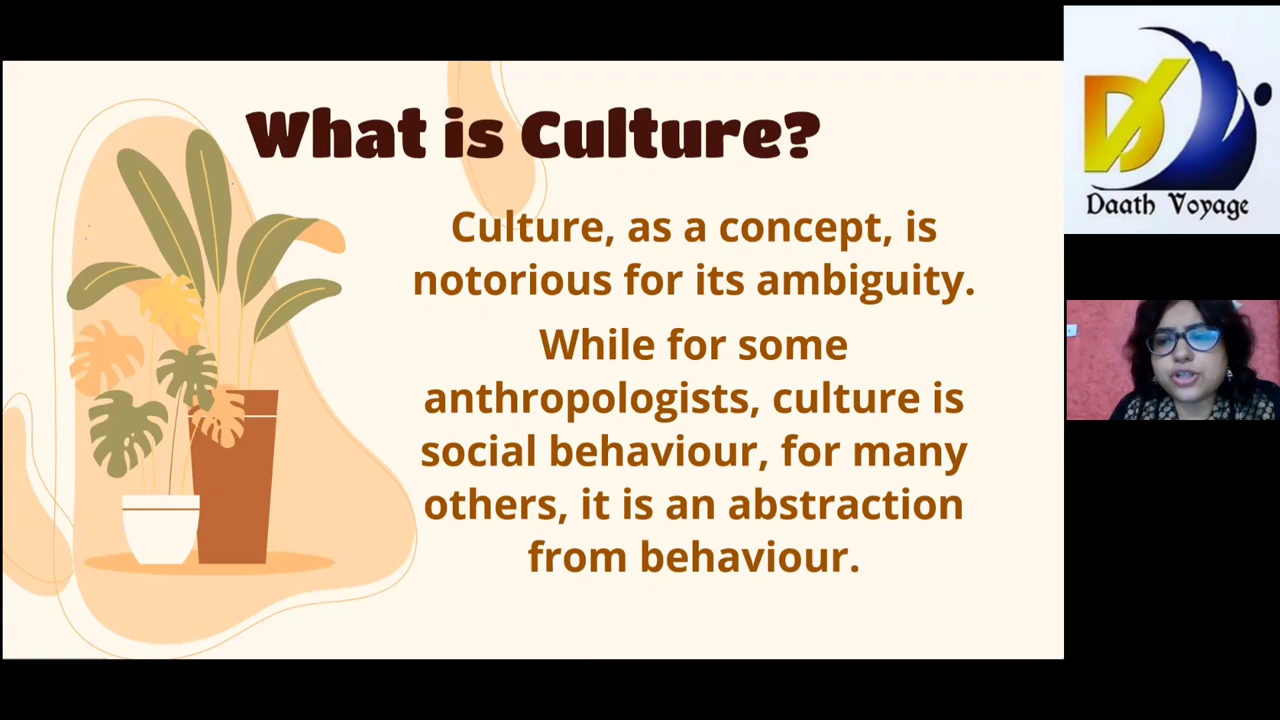 What is Culture?
Culture, as a concept, is
notorious for its ambiguity.
While for some
anthropologists, culture is
social behaviour, for many
others, it is an abstraction
from behaviour.
Daath Voyage